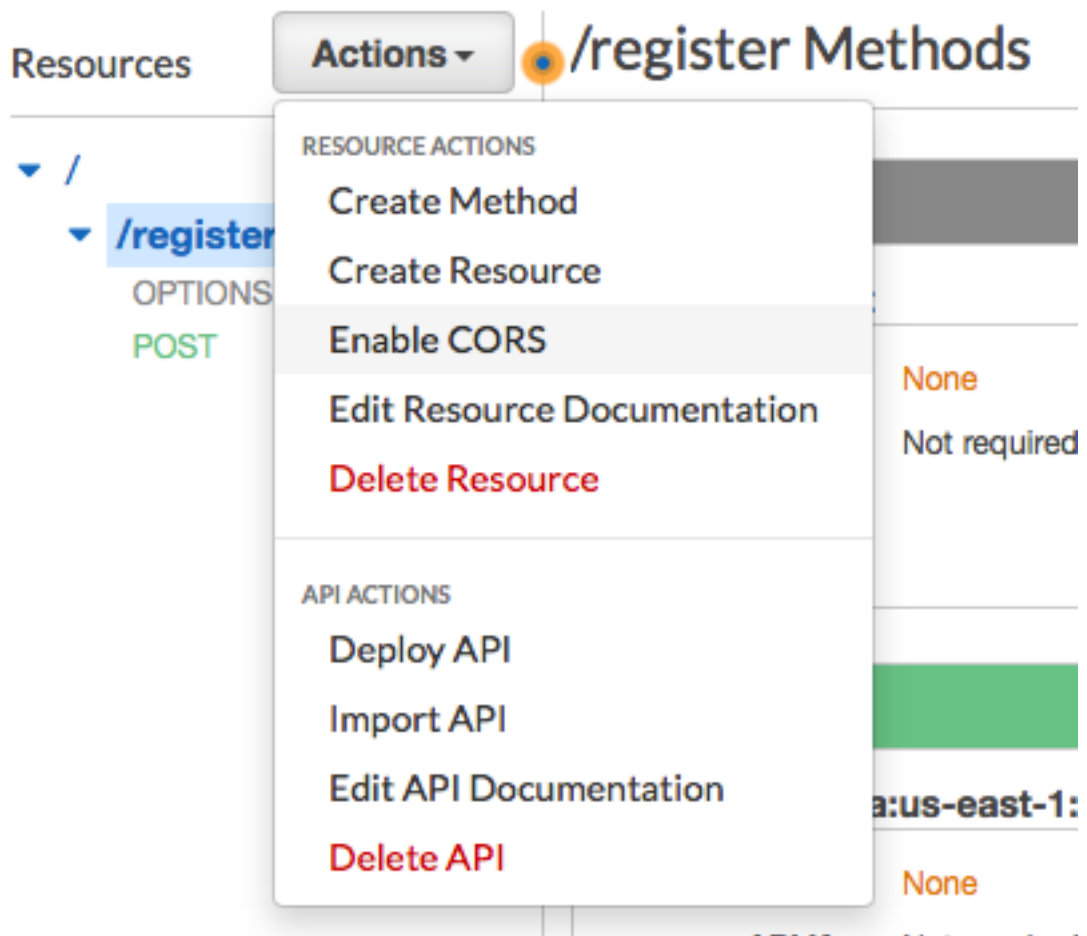 Resources
Actions
/register Methods
/
/register
OPTIONS
POST
RESOURCE ACTIONS
Create Method
Create Resource
Enable CORS
Edit Resource Documentation
Delete Resource
API ACTIONS
Deploy API
Import API
Edit API Documentation
Delete API
None
Not required
a:us-east-1:
None